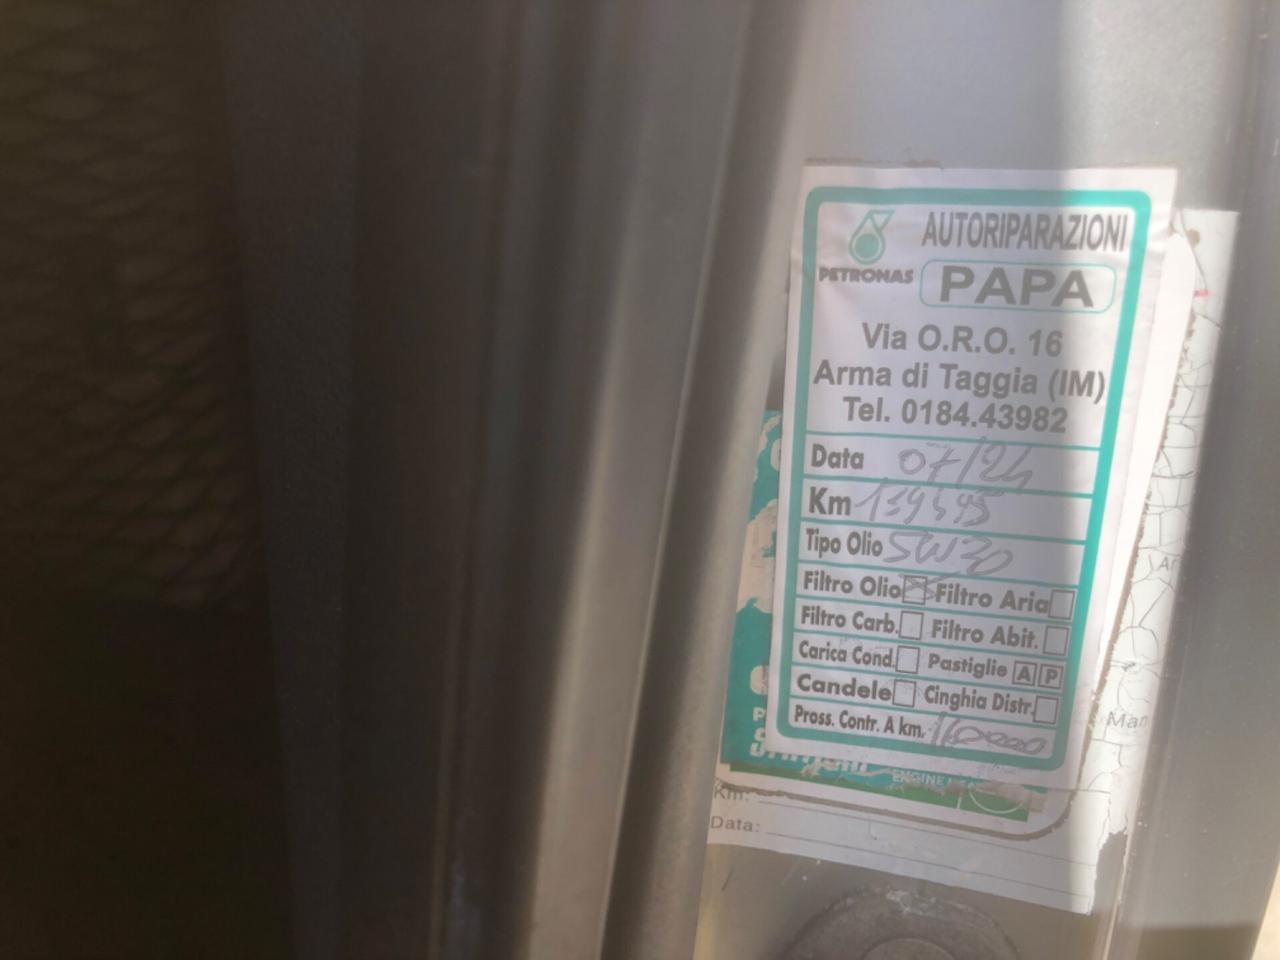 AUTORIPARAZIONI
PETRONAS PAPA
Via O.R.O. 16
Arma di Taggia (IM)
Tel. 0184.43982
Data 07/24
Km
Tipo Olio 5W30
Filtro Olio Filtro Aria
Filtro Carb. Filtro Abit.
Carica Cond. Pastiglie A P
Candele Cinghia Distr.
Pross. Contr. A km. 160000
ENGINE
Man
Km:
Data: